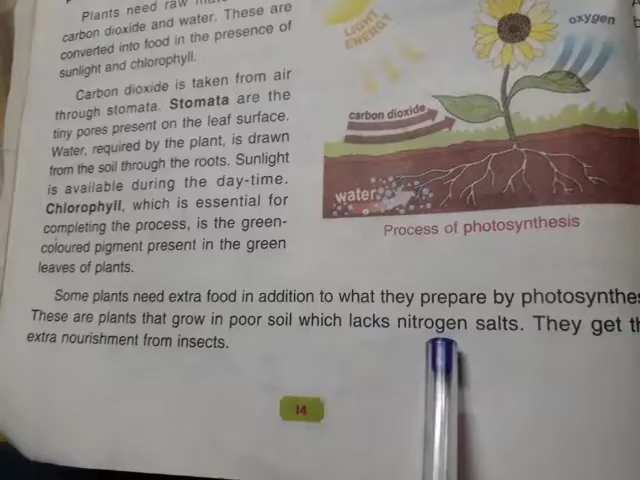 Plants need raw
carbon dioxide and water. These are
converted into food in the presence of
sunlight and chlorophyll.
Carbon dioxide is taken from air
through stomata. Stomata are the
tiny pores present on the leaf surface.
Water, required by the plant, is drawn
from the soil through the roots. Sunlight
is available during the day-time.
Chlorophyll, which is essential for
completing the process, is the green-
coloured pigment present in the green
leaves of plants.
LIGHT
ENERGY
oxygen
carbon dioxide
water
Process of photosynthesis
Some plants need extra food in addition to what they prepare by photosynthe
These are plants that grow in poor soil which lacks nitrogen salts. They get
extra nourishment from insects.
14